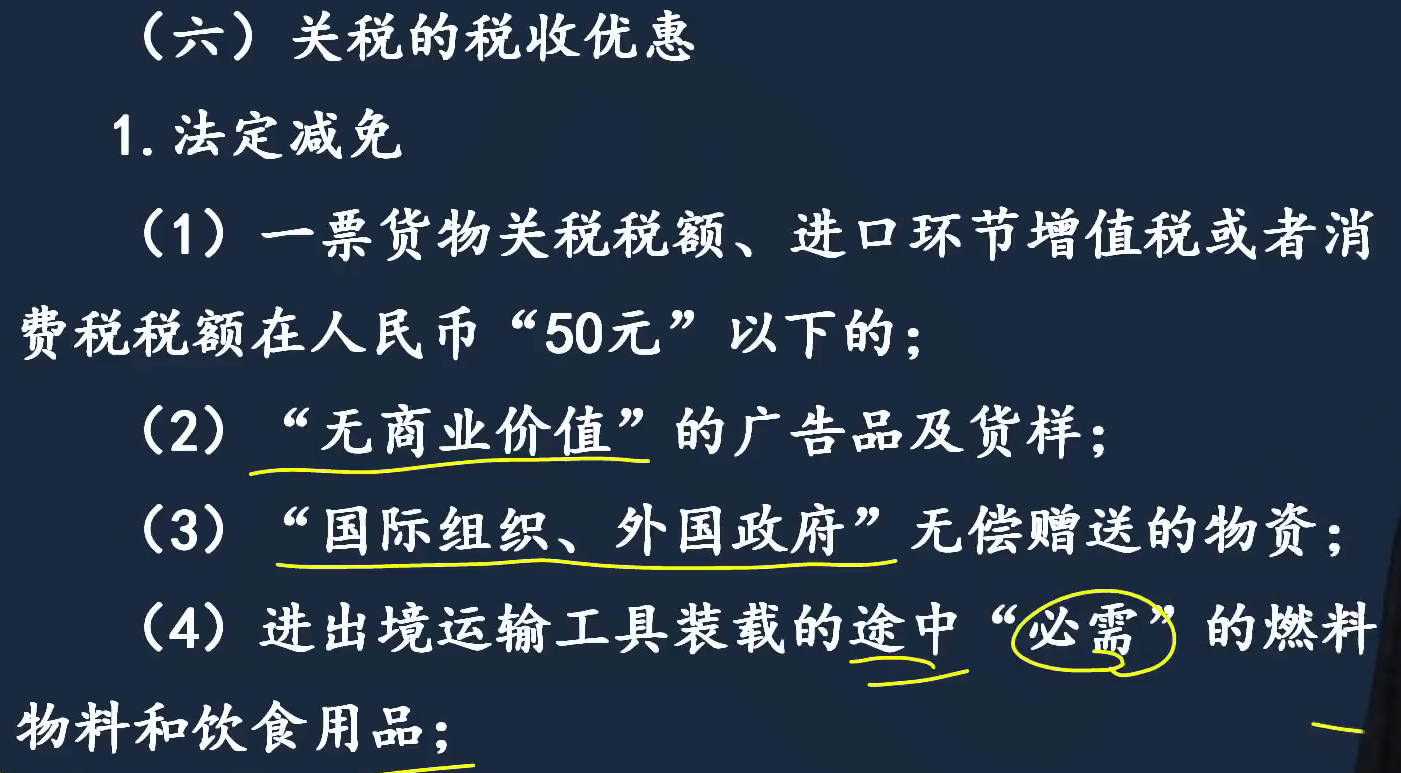 （六）关税的税收优惠
1.法定减免
（1）一票货物关税税额、进口环节增值税或者消
费税税额在人民币“50元”以下的；
（2）“无商业价值”的广告品及货样；
（3）“国际组织、外国政府”无偿赠送的物资；
（4）进出境运输工具装载的途中“必需”的燃料
物料和饮食用品；